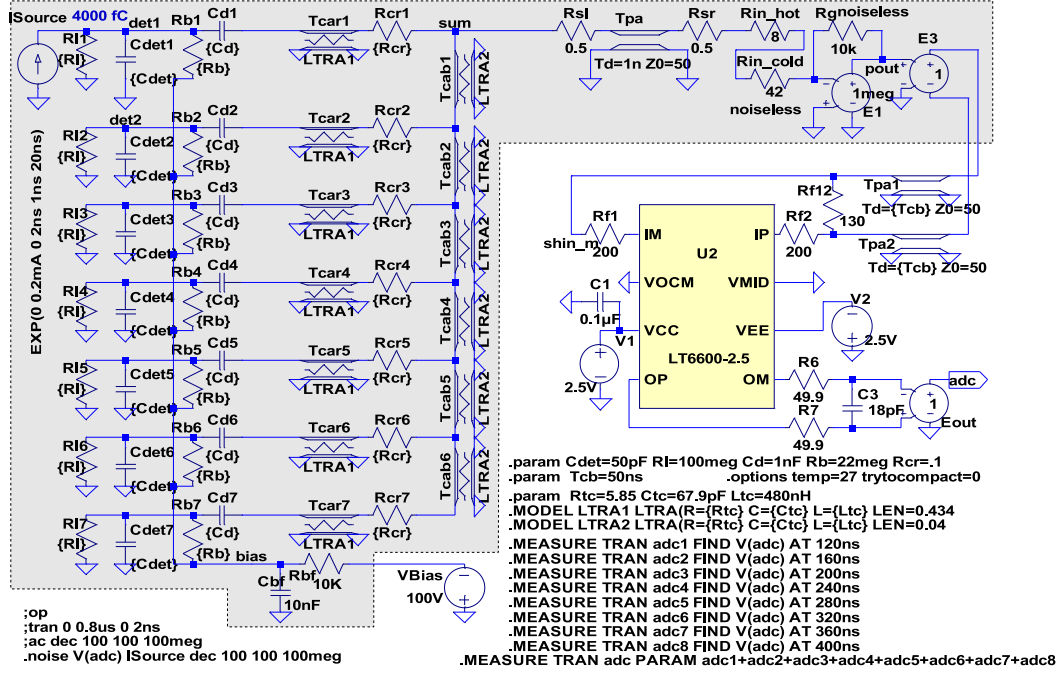 ISource 4000 fC
EXP(0 0.2mA 0 2ns 1ns 20ns)
det1
RI1
{RI}
Cdet1
{Cdet}
Rb1
{Rb}
Cd1
{Cd}
Tcar1
LTRA1
Rcr1
{Rcr}
sum
Tcab1
LTRA2
Rsl
0.5
Tpa
Td=1n Z0=50
Rsr
0.5
Rin_hot
8
Rin_cold
42
Rgnoiseless
10k
noiseless
pout
1meg
E1
E3
1
det2
RI2
{RI}
Cdet2
{Cdet}
Rb2
{Rb}
Cd2
{Cd}
Tcar2
LTRA1
Rcr2
{Rcr}
Tcab2
LTRA2
RI3
{RI}
Cdet3
{Cdet}
Rb3
{Rb}
Cd3
{Cd}
Tcar3
LTRA1
Rcr3
{Rcr}
Tcab3
LTRA2
RI4
{RI}
Cdet4
{Cdet}
Rb4
{Rb}
Cd4
{Cd}
Tcar4
LTRA1
Rcr4
{Rcr}
Tcab4
LTRA2
RI5
{RI}
Cdet5
{Cdet}
Rb5
{Rb}
Cd5
{Cd}
Tcar5
LTRA1
Rcr5
{Rcr}
Tcab5
LTRA2
RI6
{RI}
Cdet6
{Cdet}
Rb6
{Rb}
Cd6
{Cd}
Tcar6
LTRA1
Rcr6
{Rcr}
Tcab6
LTRA2
RI7
{RI}
Cdet7
{Cdet}
Rb7
{Rb}
Cd7
{Cd}
Tcar7
LTRA1
Rcr7
{Rcr}
bias
Cbf
10nF
Rbf
10K
VBias
100V
Rf12
130
Tpa1
Td={Tcb} Z0=50
Tpa2
Td={Tcb} Z0=50
shin_m
Rf1
200
Rf2
200
IM
IP
U2
VOCM
VMID
VCC
VEE
LT6600-2.5
OP
OM
C1
0.1µF
V1
2.5V
V2
2.5V
R6
49.9
R7
49.9
C3
18pF
adc
1
Eout
.param Cdet=50pF RI=100meg Cd=1nF Rb=22meg Rcr=.1
.param Tcb=50ns .options temp=27 trytocompact=0
.param Rtc=5.85 Ctc=67.9pF Ltc=480nH
.MODEL LTRA1 LTRA(R={Rtc} C={Ctc} L={Ltc} LEN=0.434
.MODEL LTRA2 LTRA(R={Rtc} C={Ctc} L={Ltc} LEN=0.04
.MEASURE TRAN adc1 FIND V(adc) AT 120ns
.MEASURE TRAN adc2 FIND V(adc) AT 160ns
.MEASURE TRAN adc3 FIND V(adc) AT 200ns
.MEASURE TRAN adc4 FIND V(adc) AT 240ns
.MEASURE TRAN adc5 FIND V(adc) AT 280ns
.MEASURE TRAN adc6 FIND V(adc) AT 320ns
.MEASURE TRAN adc7 FIND V(adc) AT 360ns
.MEASURE TRAN adc8 FIND V(adc) AT 400ns
.MEASURE TRAN adc PARAM adc1+adc2+adc3+adc4+adc5+adc6+adc7+adc8
;op
;tran 0 0.8us 0 2ns
;ac dec 100 100 100meg
.noise V(adc) ISource dec 100 100 100meg